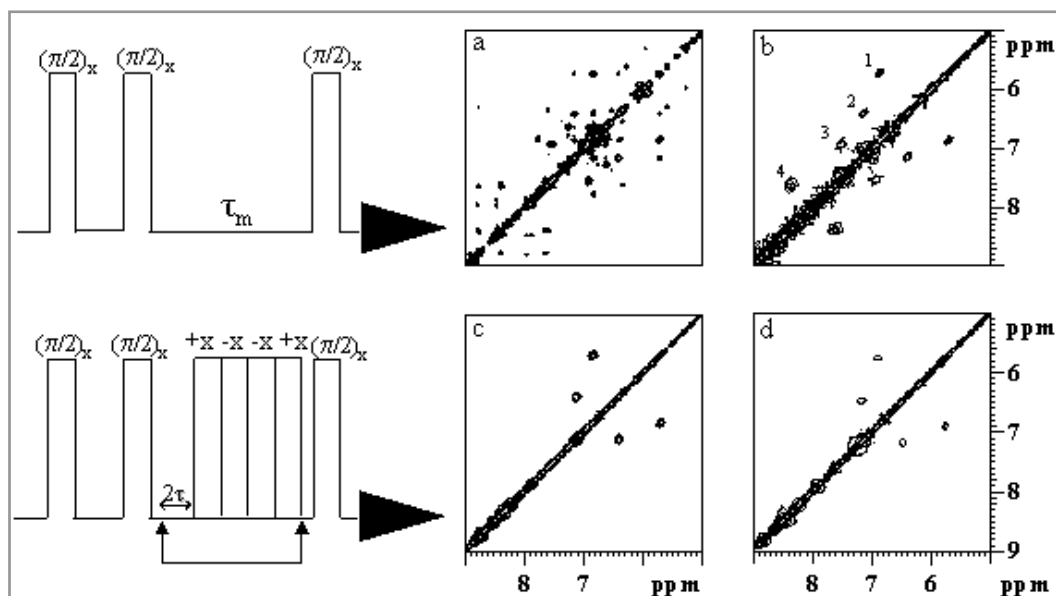 (π/2)x (π/2)x (π/2)x
τm
a
b
1
2
3
4
ppm
6
7
8
(π/2)x (π/2)x +x -x -x +x (π/2)x
2τ
c
d
ppm
6
7
8
9
8 7 ppm
8 7 6 ppm